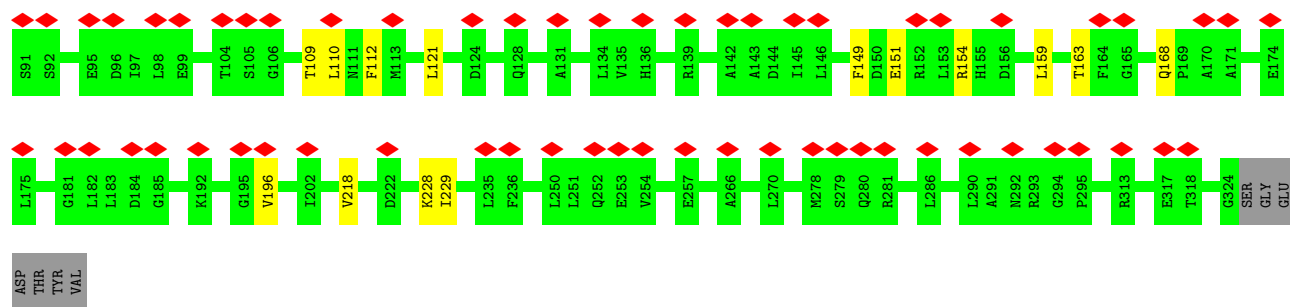 S91 S92 E95 D96 I97 L98 E99 T104 S105 G106 T109 L110 N111 F112 M113 L121 D124 Q128 A131 L134 V135 H136 R139 A142 A143 D144 I145 L146 F149 D150 E151 R152 L153 R154 H155 D156 L159 T163 F164 G165 Q168 P169 A170 A171 E174
L175 G181 L182 L183 D184 G185 K192 G195 V196 I202 V218 D222 K228 I229 L235 F236 L250 L251 Q252 E253 V254 E257 A266 L270 M278 S279 Q280 R281 L286 L290 A291 N292 R293 G294 P295 R313 E317 T318 G324 SER GLY GLU
ASP THR TYR VAL